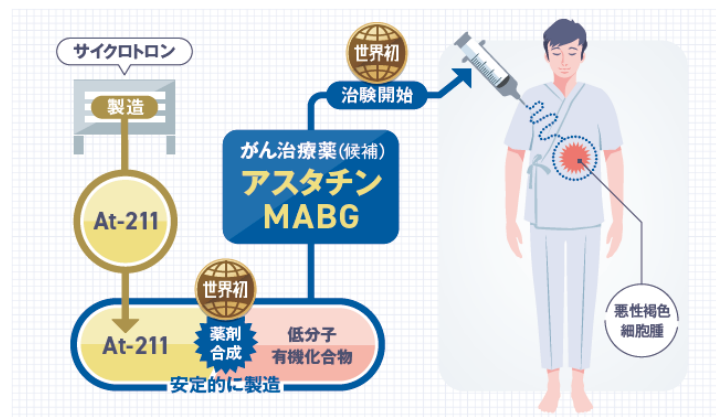 サイクロトロン
製造
At-211
At-211
世界初
薬剤
合成
低分子
有機化合物
安定的に製造
がん治療薬(候補)
アスタチン
MABG
世界初
治験開始
悪性褐色
細胞腫